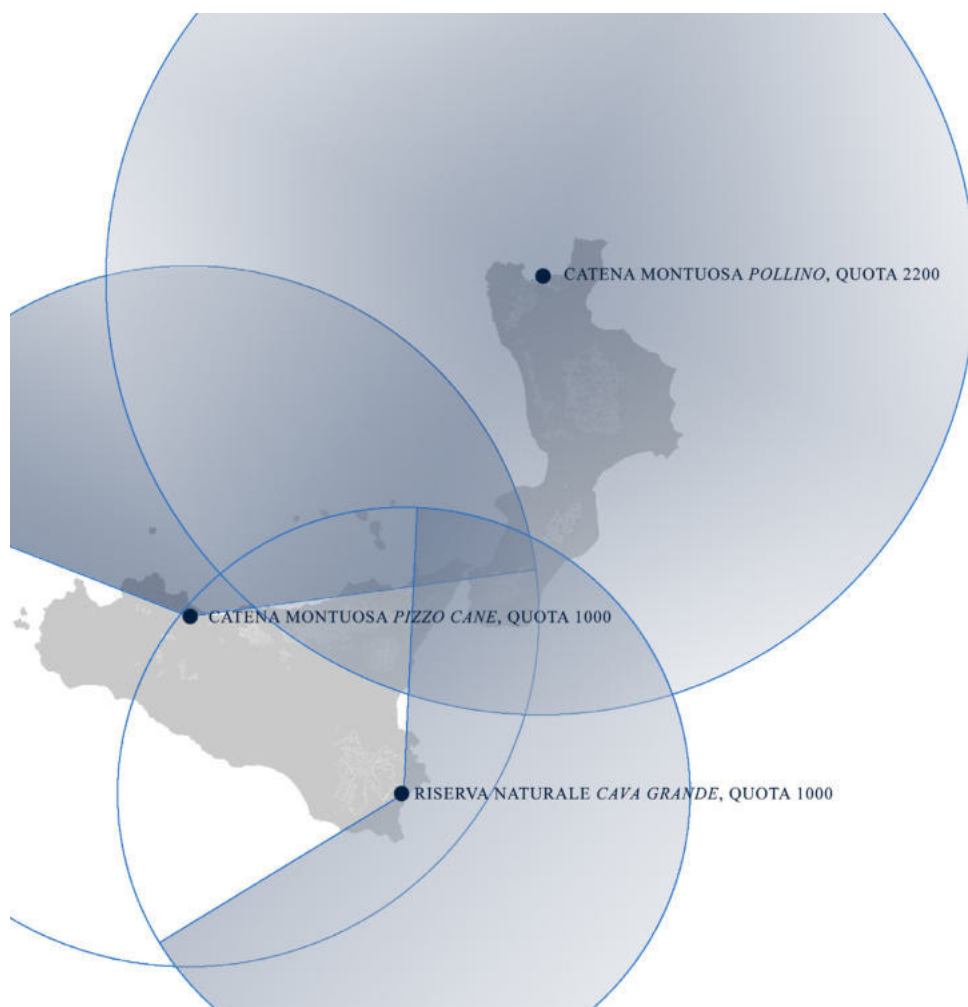 CATENA MONTUOSA POLLINO, QUOTA 2200
CATENA MONTUOSA PIZZO CANE, QUOTA 1000
RISERVA NATURALE CAVA GRANDE, QUOTA 1000